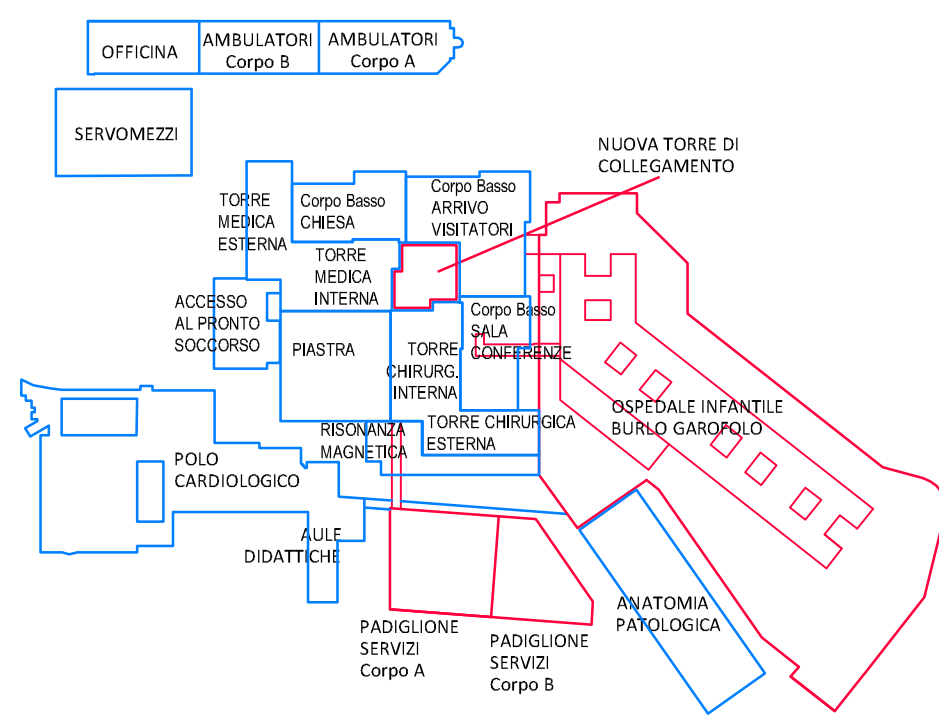 OFFICINA
AMBULATORI
Corpo B
AMBULATORI
Corpo A
SERVOMEZZI
NUOVA TORRE DI
COLLEGAMENTO
TORRE
MEDICA
ESTERNA
Corpo Basso
CHIESA
Corpo Basso
ARRIVO
VISITATORI
TORRE
MEDICA
INTERNA
ACCESSO
AL PRONTO
SOCCORSO
PIASTRA
Corpo Basso
SALA
CONFERENZE
TORRE
CHIRURG.
INTERNA
OSPEDALE INFANTILE
BURLO GAROFOLO
RISONANZA
MAGNETICA
TORRE CHIRURGICA
ESTERNA
POLO
CARDIOLOGICO
AULE
DIDATTICHE
ANATOMIA
PATOLOGICA
PADIGLIONE
SERVIZI
Corpo A
PADIGLIONE
SERVIZI
Corpo B